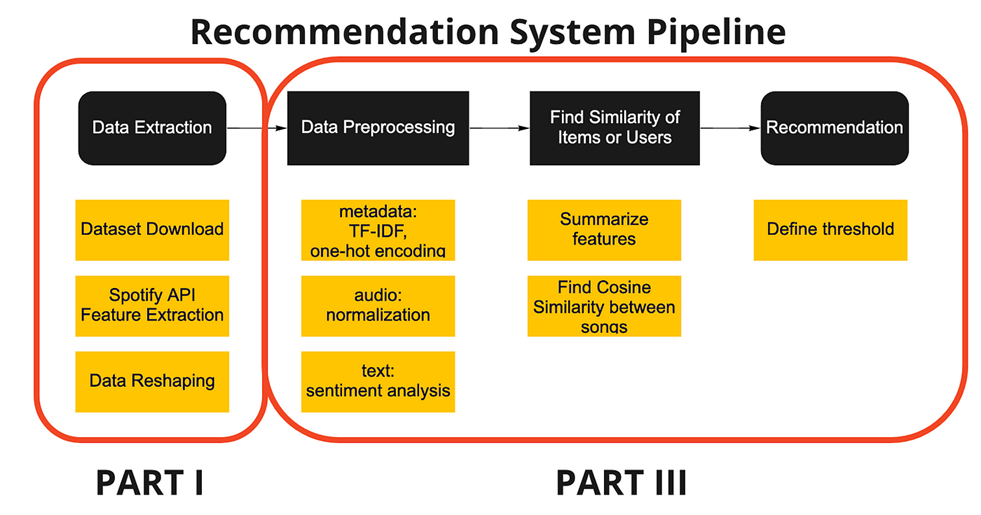 Recommendation System Pipeline
Data Extraction
Data Preprocessing
Find Similarity of
Items or Users
Recommendation
Dataset Download
Spotify API
Feature Extraction
Data Reshaping
metadata:
TF-IDF,
one-hot encoding
audio:
normalization
text:
sentiment analysis
Summarize
features
Find Cosine
Similarity between
songs
Define threshold
PART I
PART III